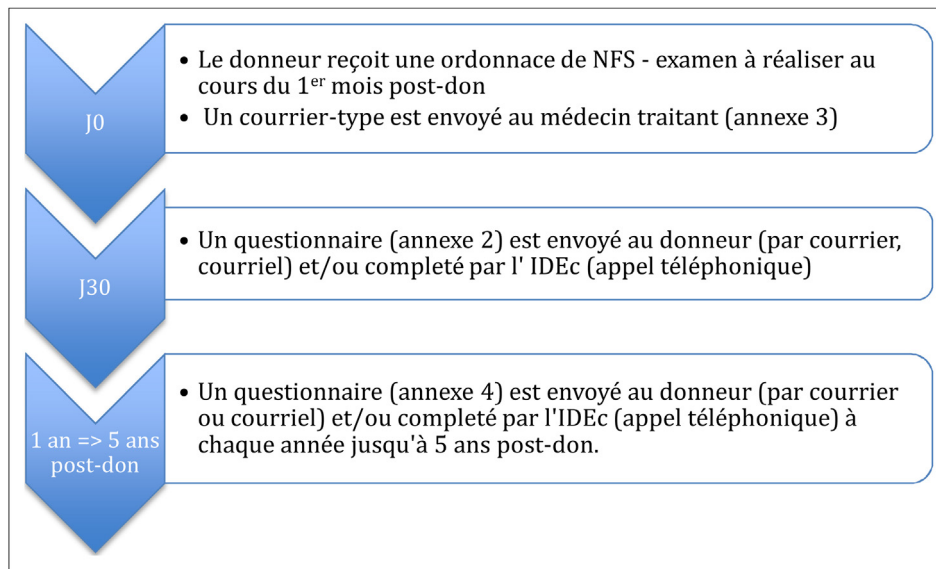 J0
• Le donneur reçoit une ordonnace de NFS - examen à réaliser au
cours du 1er mois post-don
• Un courrier-type est envoyé au médecin traitant (annexe 3)
J30
• Un questionnaire (annexe 2) est envoyé au donneur (par courrier,
courriel) et/ou completé par l' IDEc (appel téléphonique)
1 an => 5 ans
post-don
• Un questionnaire (annexe 4) est envoyé au donneur (par courrier
ou courriel) et/ou completé par l'IDEc (appel téléphonique) à
chaque année jusqu'à 5 ans post-don.